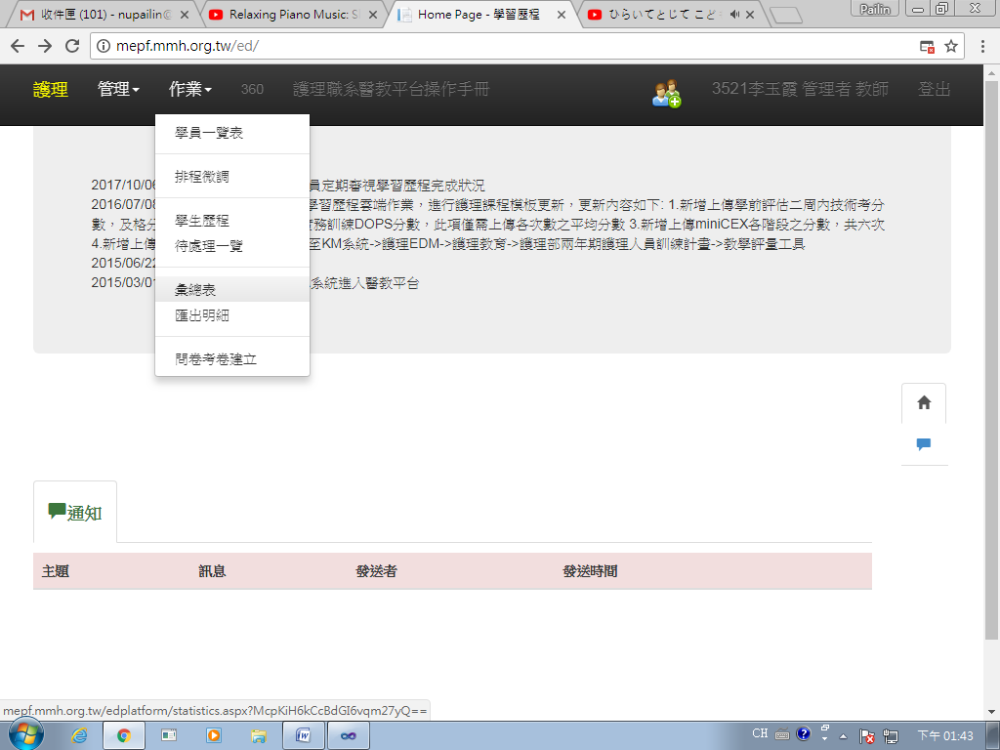 收件匣 (101) - nupailin@
Relaxing Piano Music: S
Home Page - 學習歷程
ひらいてとじて こど
Pailin
mepf.mmh.org.tw/ed/
護理 管理 作業 360 護理職系醫教平台操作手冊 3521李玉霞 管理者 教師 登出
學員一覽表
排程微調
學生歷程
待處理一覽
彙總表
匯出明細
問卷考卷建立
2017/10/06 員定期審視學習歷程完成狀況
2016/07/08 學習歷程雲端作業，進行護理課程模板更新，更新內容如下: 1.新增上傳學前評估二周內技術考分
數，及格分 務訓練DOPS分數，此項僅需上傳各次數之平均分數 3.新增上傳miniCEX各階段之分數，共六次
4.新增上傳 至KM系統->護理EDM->護理教育->護理部兩年期護理人員訓練計畫->教學評量工具
2015/06/22
2015/03/01 系統進入醫教平台
通知
主題 訊息 發送者 發送時間
mepf.mmh.org.tw/edplatform/statistics.aspx?McpKiH6kCcBdGI6vqm27yQ==
CH 下午 01:43